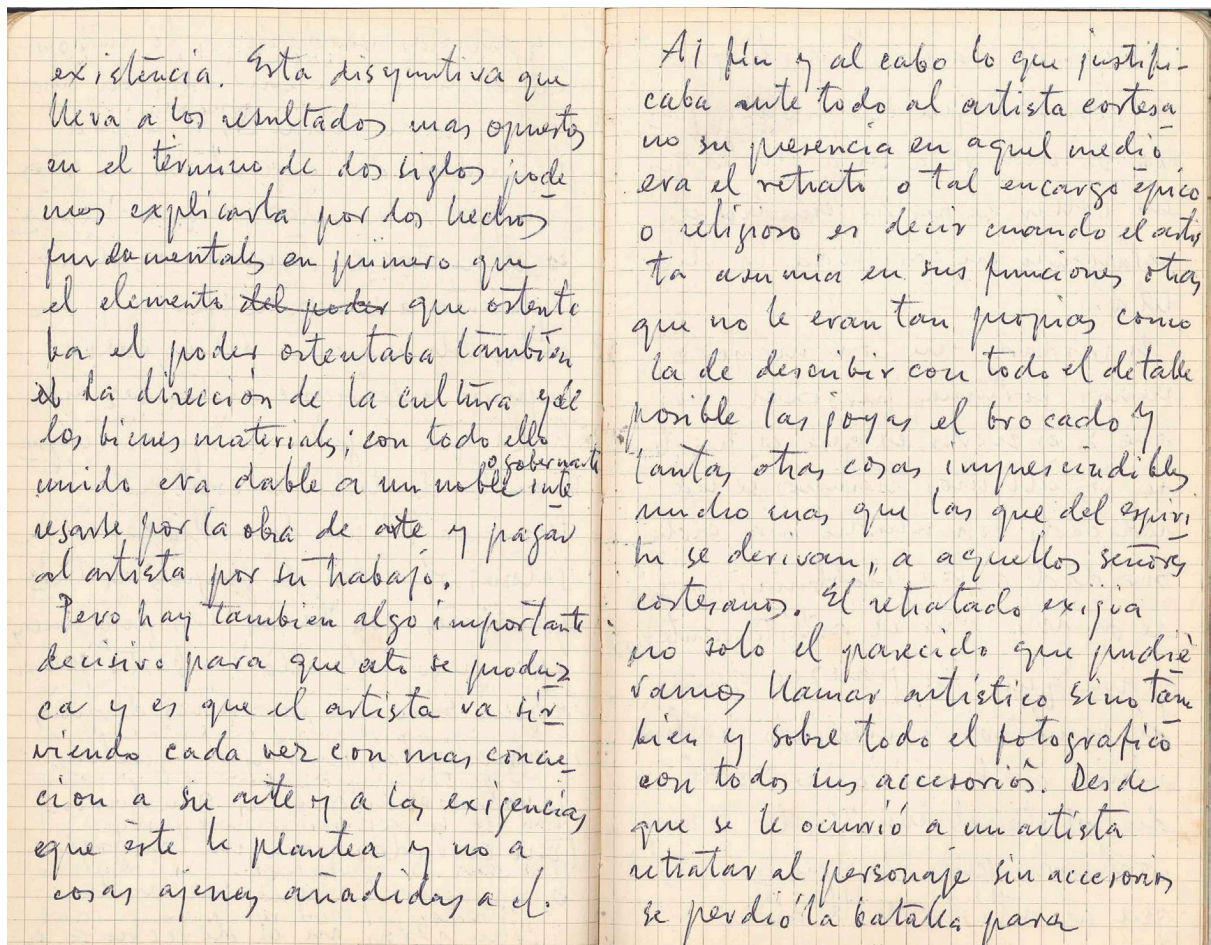 existencia. Esta disyuntiva que
lleva a los resultados mas opuestos
en el término de dos siglos pode
mos explicarla por dos hechos
fundamentales en primero que
el elemento del poder que ostenta
ba el poder ostentaba también
el la dirección de la cultura y de
los bienes materiales; con todo ello
o gobernante
unido era dable a un noble inte
resarse por la obra de arte y pagar
al artista por su trabajo.
Pero hay tambien algo importante
decisivo para que esto se produz
ca y es que el artista va sir
viendo cada vez con mas concre
cion a su arte y a las exigencias
que èste le plantea y no a
cosas ajenas añadidas a el.
Al fin y al cabo lo que justifi-
caba ante todo al artista cortesa
no su presencia en aquel medio
era el retrato o tal encargo épico
o religioso es decir cuando el artis
ta asumia en sus funciones otras
que no le eran tan propias como
la de describir con todo el detalle
posible las joyas el brocado y
tantas otras cosas imprescindibles
mucho mas que las que del espiri
tu se derivan, a aquellos señores
cortesanos. El retratado exigia
no solo el parecido que pudié
ramos llamar artístico sino tam
bien y sobre todo el fotografico
con todos sus accesorios. Desde
que se le ocurrió a un artista
retratar al personaje sin accesorios
se perdió la batalla para